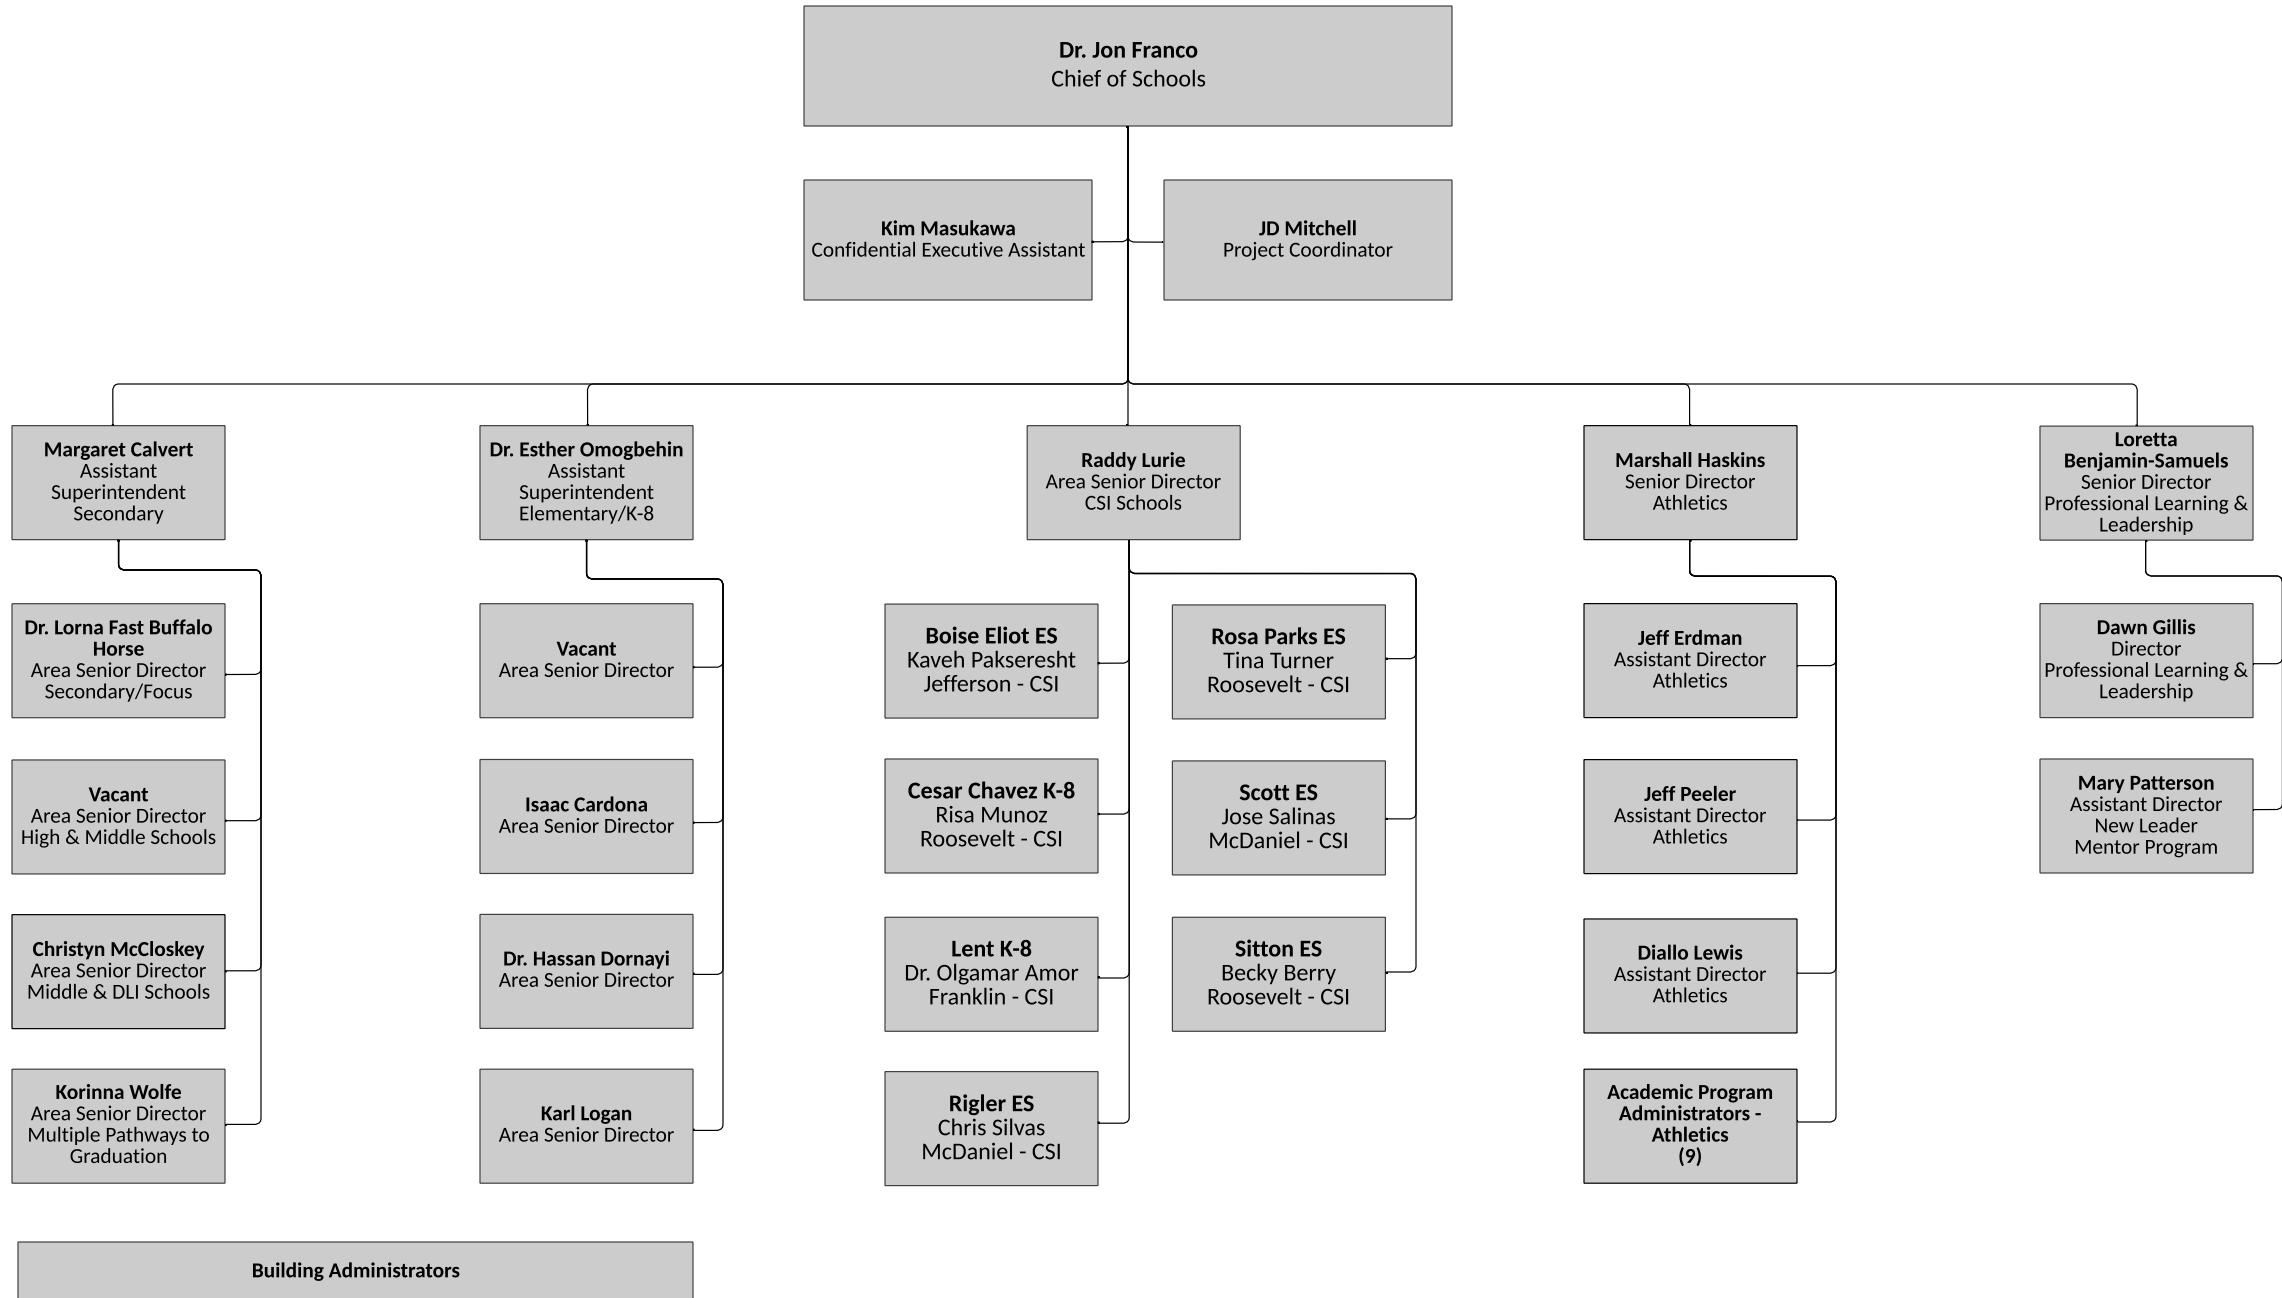 Dr. Jon Franco
Chief of Schools
Kim Masukawa
Confidential Executive Assistant
JD Mitchell
Project Coordinator
Margaret Calvert
Assistant
Superintendent
Secondary
Dr. Esther Omogbehin
Assistant
Superintendent
Elementary/K-8
Raddy Lurie
Area Senior Director
CSI Schools
Marshall Haskins
Senior Director
Athletics
Loretta
Benjamin-Samuels
Senior Director
Professional Learning &
Leadership
Dr. Lorna Fast Buffalo
Horse
Area Senior Director
Secondary/Focus
Vacant
Area Senior Director
High & Middle Schools
Christyn McCloskey
Area Senior Director
Middle & DLI Schools
Korinna Wolfe
Area Senior Director
Multiple Pathways to
Graduation
Vacant
Area Senior Director
Isaac Cardona
Area Senior Director
Dr. Hassan Dornayi
Area Senior Director
Karl Logan
Area Senior Director
Boise Eliot ES
Kaveh Pakseresht
Jefferson - CSI
Cesar Chavez K-8
Risa Munoz
Roosevelt - CSI
Lent K-8
Dr. Olgamar Amor
Franklin - CSI
Rigler ES
Chris Silvas
McDaniel - CSI
Rosa Parks ES
Tina Turner
Roosevelt - CSI
Scott ES
Jose Salinas
McDaniel - CSI
Sitton ES
Becky Berry
Roosevelt - CSI
Jeff Erdman
Assistant Director
Athletics
Jeff Peeler
Assistant Director
Athletics
Diallo Lewis
Assistant Director
Athletics
Academic Program
Administrators -
Athletics
(9)
Dawn Gillis
Director
Professional Learning &
Leadership
Mary Patterson
Assistant Director
New Leader
Mentor Program
Building Administrators